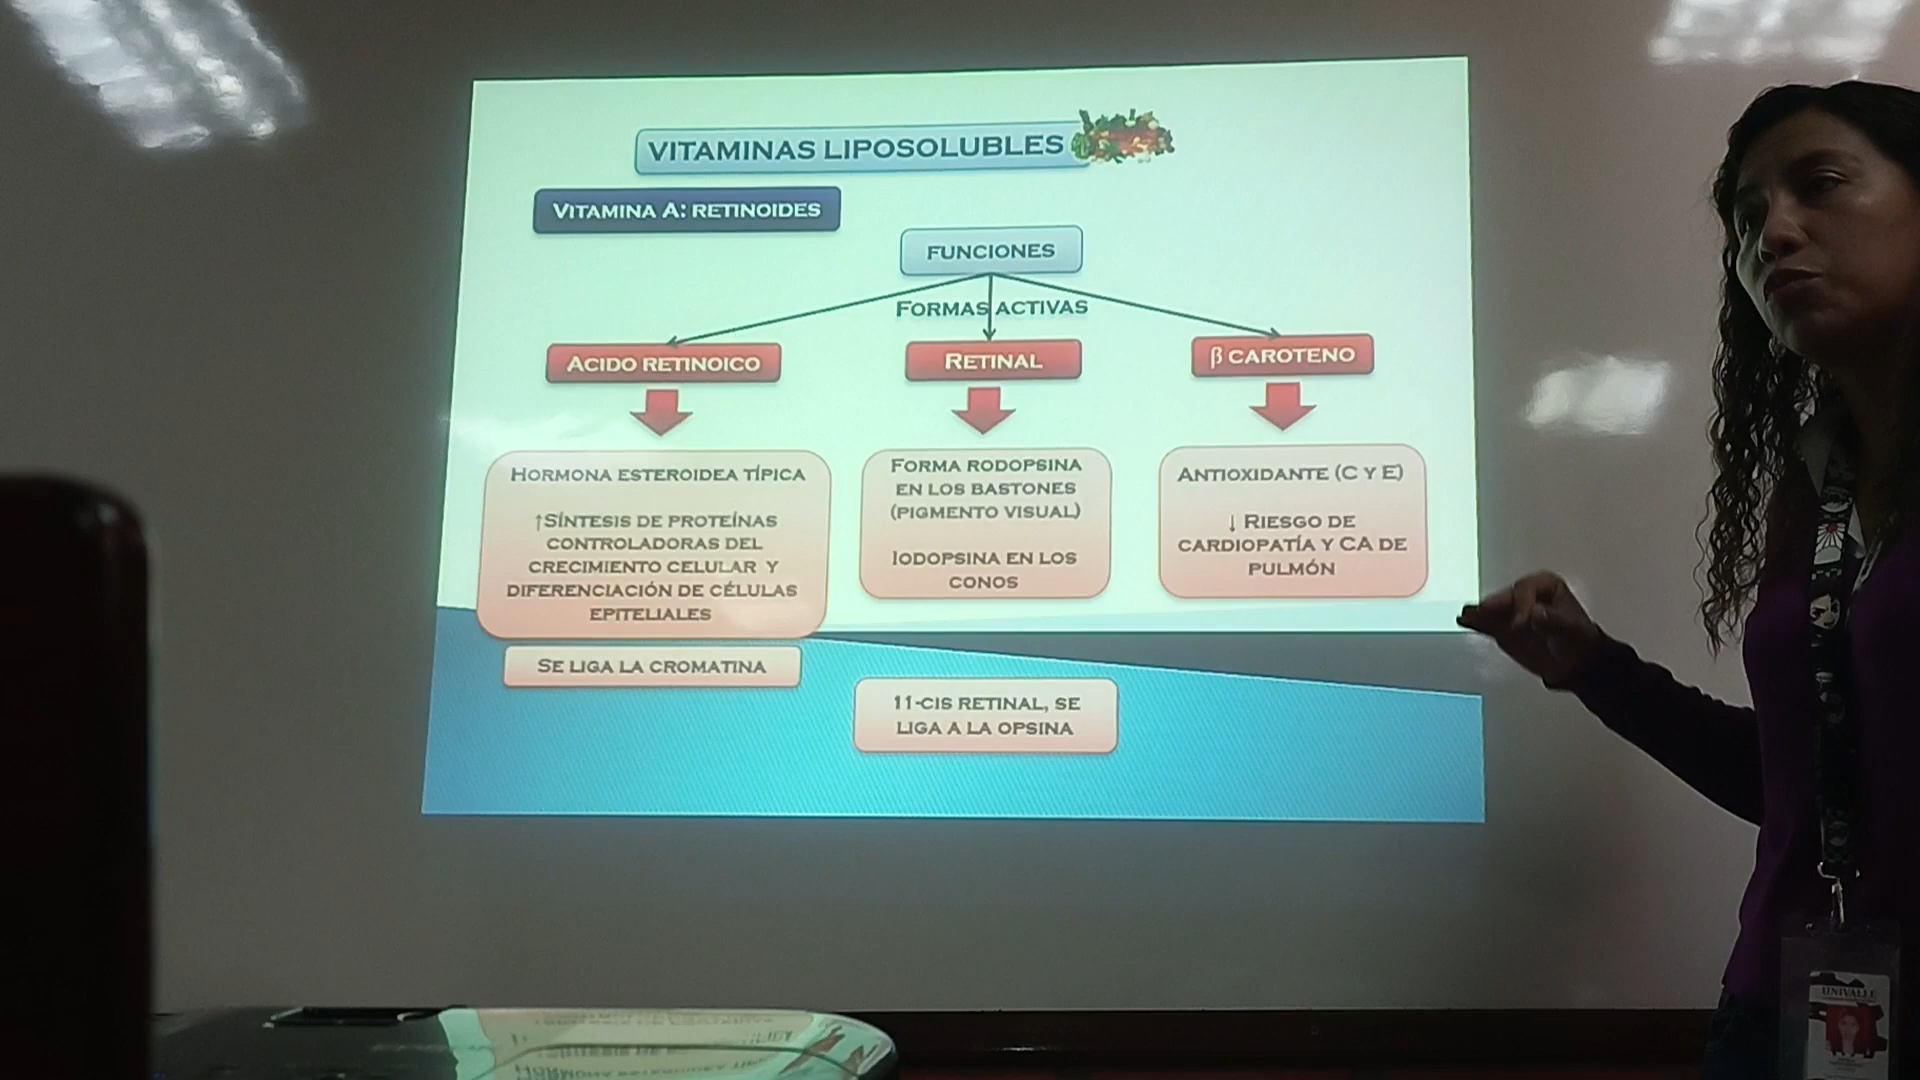 VITAMINAS LIPOSOLUBLES
VITAMINA A: RETINOIDES
FUNCIONES
FORMAS ACTIVAS
ACIDO RETINOICO
RETINAL
β CAROTENO
HORMONA ESTEROIDEA TÍPICA
↑SÍNTESIS DE PROTEÍNAS
CONTROLADORAS DEL
CRECIMIENTO CELULAR Y
DIFERENCIACIÓN DE CÉLULAS
EPITELIALES
FORMA RODOPSINA
EN LOS BASTONES
(PIGMENTO VISUAL)
IODOPSINA EN LOS
CONOS
ANTIOXIDANTE (C Y E)
↓ RIESGO DE
CARDIOPATÍA Y CA DE
PULMÓN
SE LIGA LA CROMATINA
11-CIS RETINAL, SE
LIGA A LA OPSINA
UNIVALLE